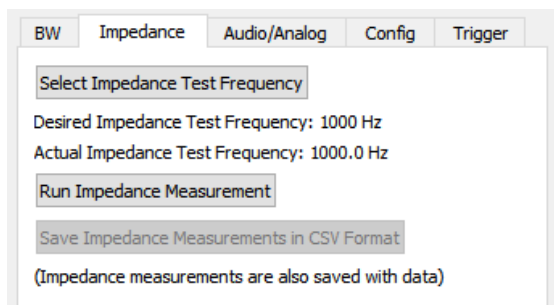 BW Impedance Audio/Analog Config Trigger
Select Impedance Test Frequency
Desired Impedance Test Frequency: 1000 Hz
Actual Impedance Test Frequency: 1000.0 Hz
Run Impedance Measurement
Save Impedance Measurements in CSV Format
(Impedance measurements are also saved with data)